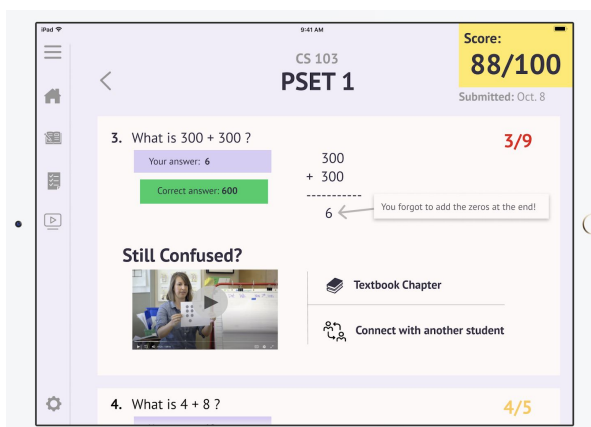 iPad
9:41 AM
CS 103
PSET 1
Score:
88/100
Submitted: Oct. 8
3. What is 300 + 300 ?
3/9
Your answer: 6
Correct answer: 600
300
+ 300
-----------
6
You forgot to add the zeros at the end!
Still Confused?
Textbook Chapter
Connect with another student
4. What is 4 + 8 ?
4/5